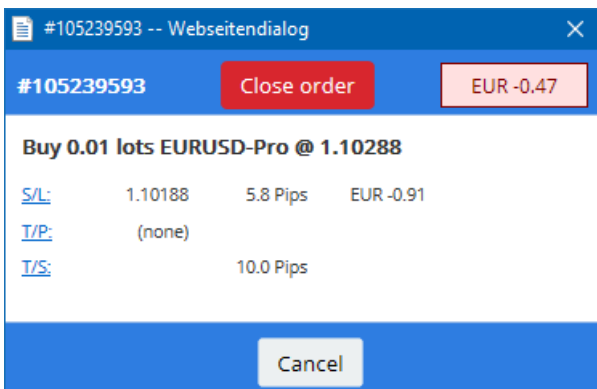 #105239593 -- Webseitendialog
#105239593 Close order EUR -0.47
Buy 0.01 lots EURUSD-Pro @ 1.10288
S/L: 1.10188 5.8 Pips EUR -0.91
T/P: (none)
T/S: 10.0 Pips
Cancel